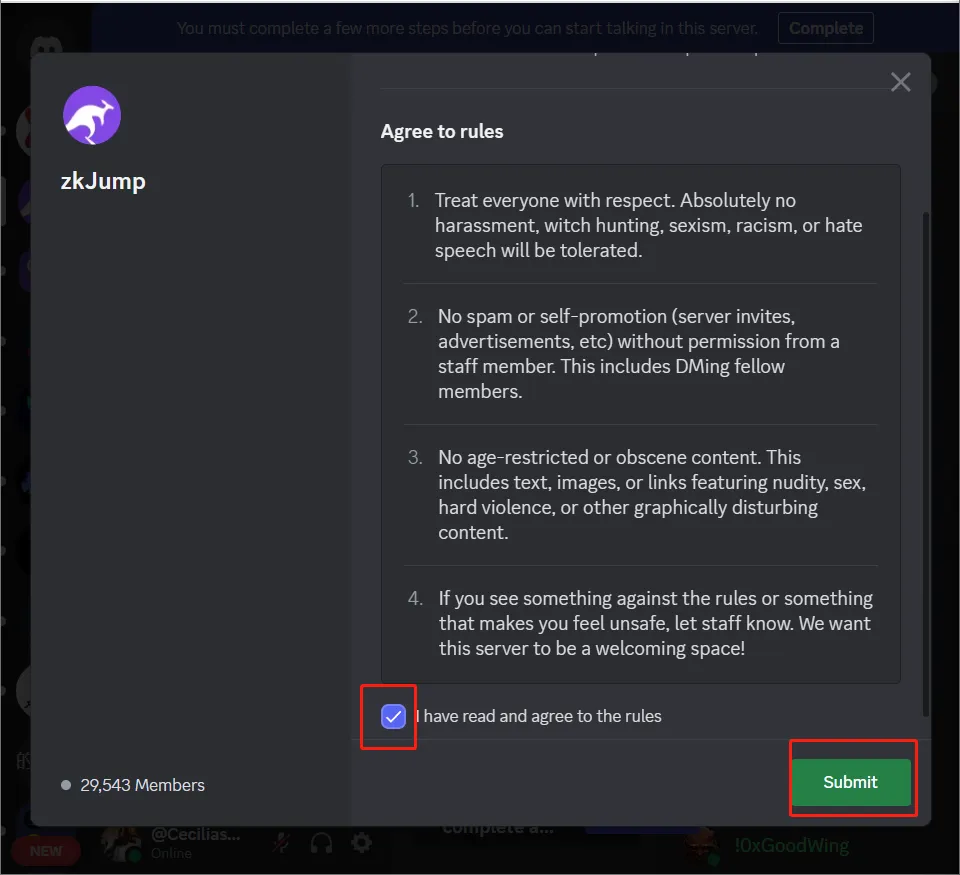 You must complete a few more steps before you can start talking in this server.
Complete
zkJump
Agree to rules
1. Treat everyone with respect. Absolutely no
harassment, witch hunting, sexism, racism, or hate
speech will be tolerated.
2. No spam or self-promotion (server invites,
advertisements, etc) without permission from a
staff member. This includes DMing fellow
members.
3. No age-restricted or obscene content. This
includes text, images, or links featuring nudity, sex,
hard violence, or other graphically disturbing
content.
4. If you see something against the rules or something
that makes you feel unsafe, let staff know. We want
this server to be a welcoming space!
I have read and agree to the rules
29,543 Members
Submit
NEW
@Cecilias...
Online
complete a...
!0xGoodWing